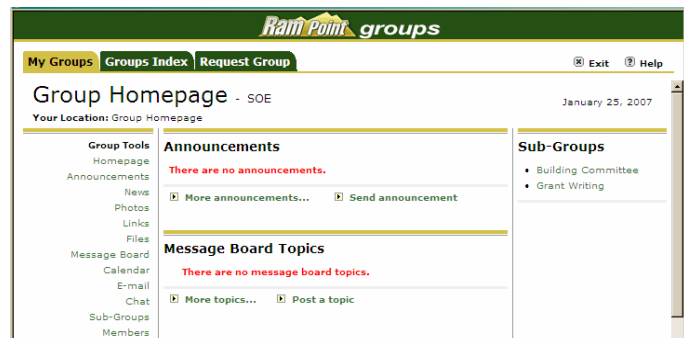 Ram Point groups
My Groups Groups Index Request Group Exit Help
Group Homepage - SOE
January 25, 2007
Your Location: Group Homepage
Group Tools
Homepage
Announcements
News
Photos
Links
Files
Message Board
Calendar
E-mail
Chat
Sub-Groups
Members
Announcements
There are no announcements.
More announcements... Send announcement
Message Board Topics
There are no message board topics.
More topics... Post a topic
Sub-Groups
• Building Committee
• Grant Writing